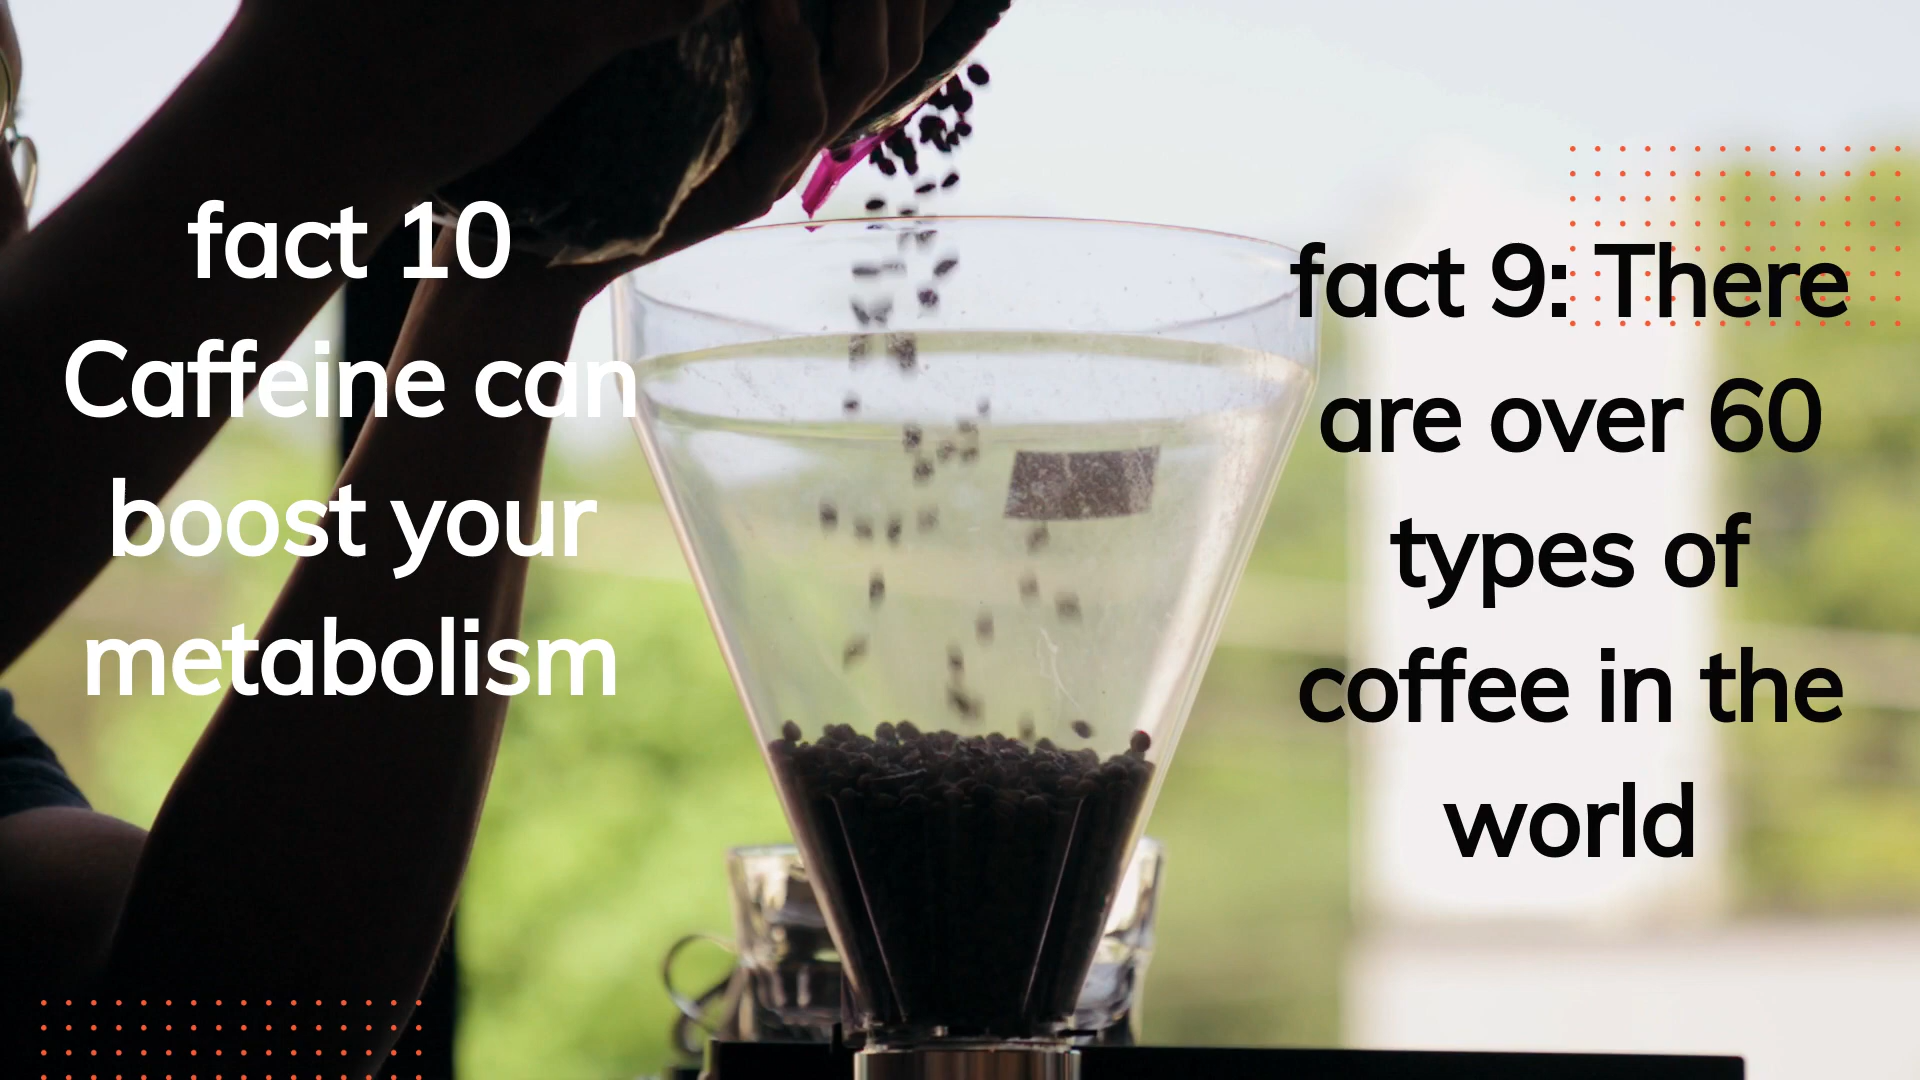 fact 10
Caffeine can
boost your
metabolism
fact 9: There
are over 60
types of
coffee in the
world